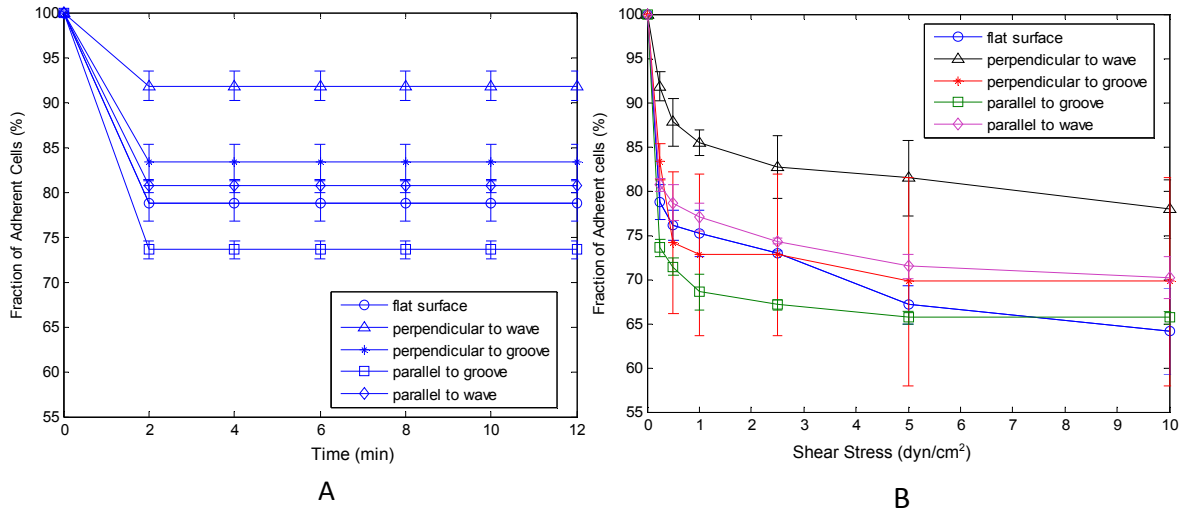 100
95
90
85
80
75
70
65
60
55
Fraction of Adherent Cells (%)
0 2 4 6 8 10 12
Time (min)
flat surface
perpendicular to wave
perpendicular to groove
parallel to groove
parallel to wave
A
100
95
90
85
80
75
70
65
60
55
Fraction of Adherent cells (%)
0 1 2 3 4 5 6 7 8 9 10
Shear Stress (dyn/cm²)
flat surface
perpendicular to wave
perpendicular to groove
parallel to groove
parallel to wave
B